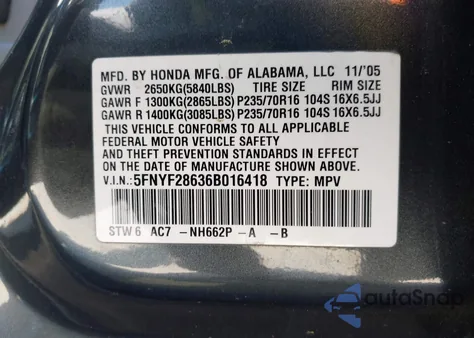 MFD. BY HONDA MFG. OF ALABAMA, LLC 11/'05
GVWR 2650KG(5840LBS) TIRE SIZE RIM SIZE
GAWR F 1300KG(2865LBS) P235/70R16 104S 16X6.5JJ
GAWR R 1400KG(3085LBS) P235/70R16 104S 16X6.5JJ
THIS VEHICLE CONFORMS TO ALL APPLICABLE
FEDERAL MOTOR VEHICLE SAFETY
AND THEFT PREVENTION STANDARDS IN EFFECT
ON THE DATE OF MANUFACTURE SHOWN ABOVE.
V.I.N: 5FNYF28636B016418 TYPE: MPV
STW6 AC7 -NH662P -A -B
autoSnap